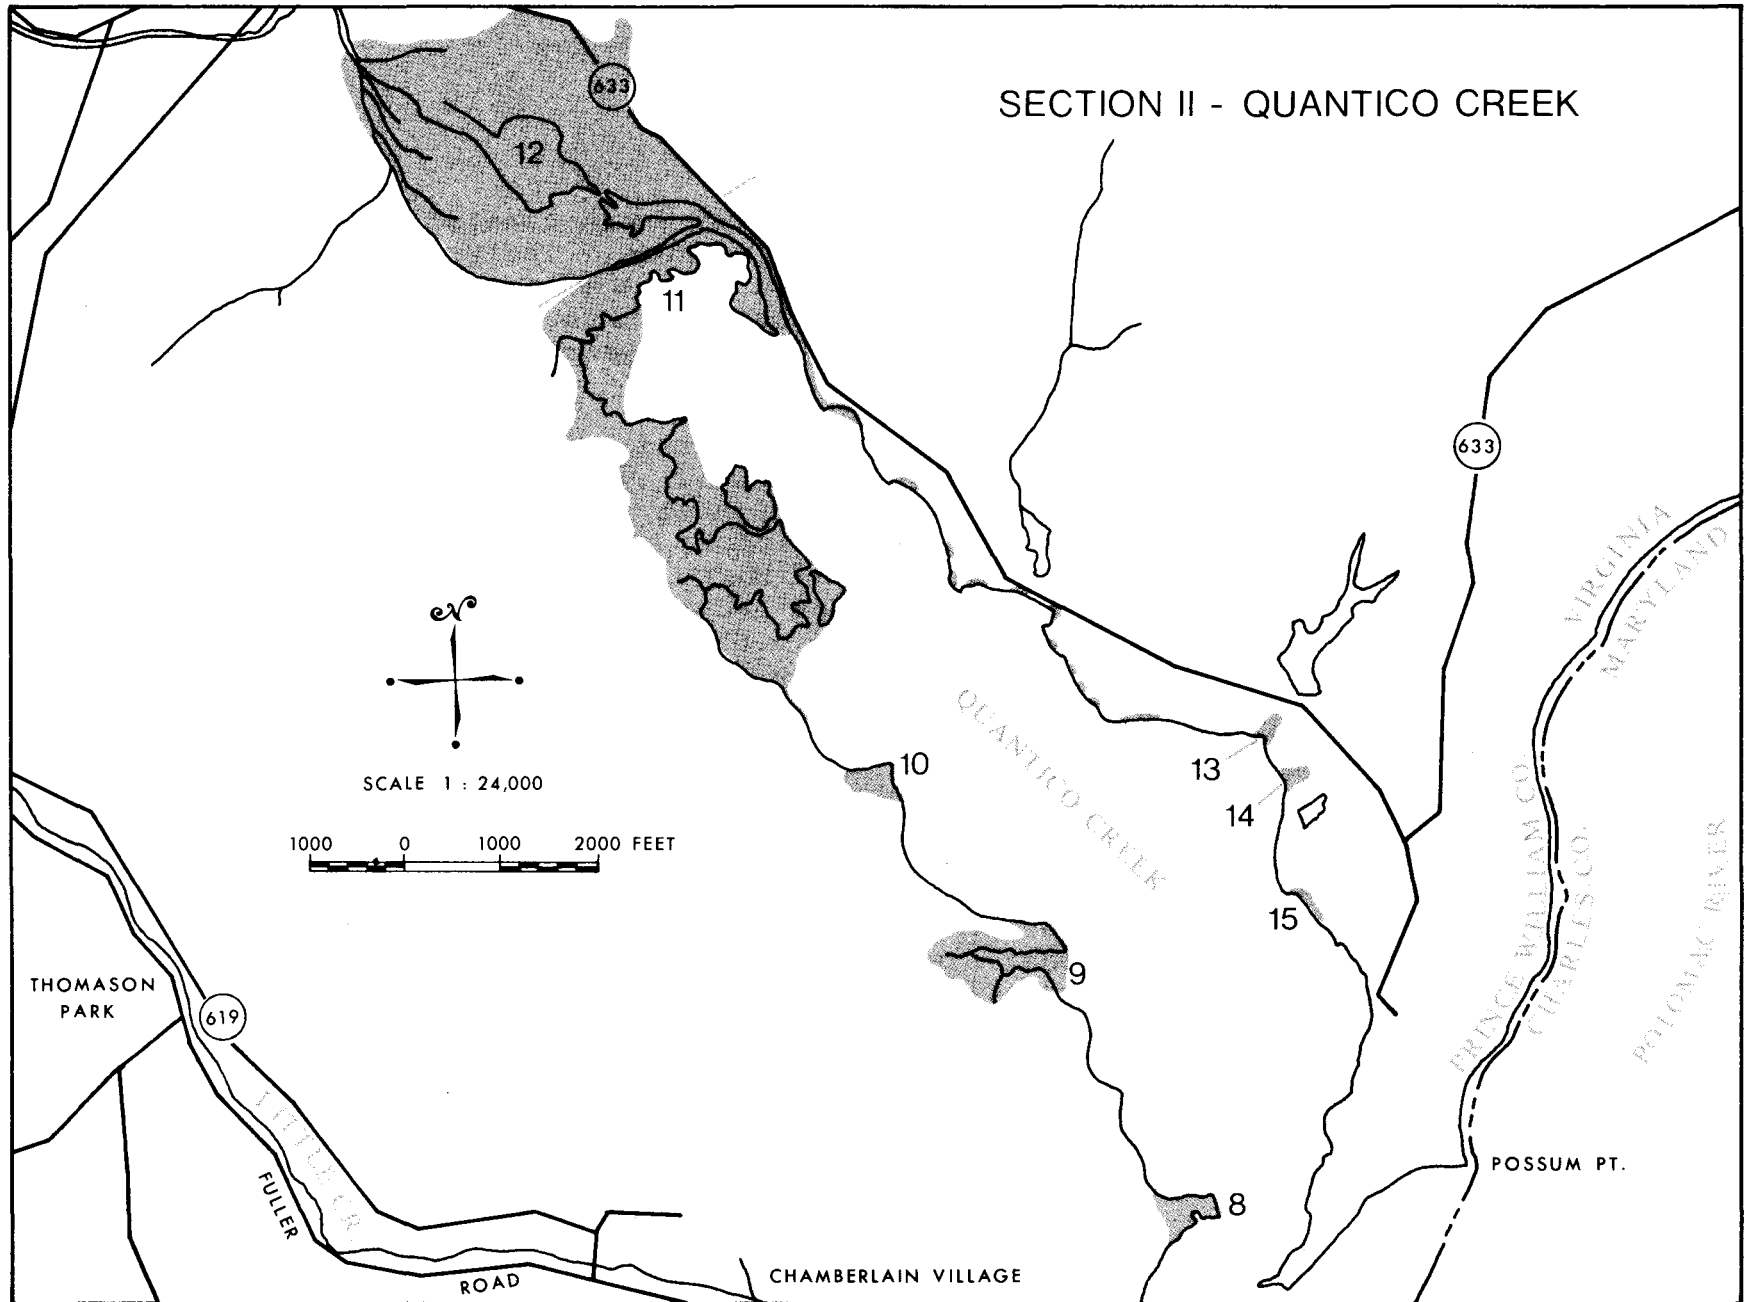 SECTION II - QUANTICO CREEK
633
12
11
633
VIRGINIA
MARYLAND
N
SCALE 1 : 24,000
1000 0 1000 2000 FEET
10
QUANTICO CREEK
13
14
15
9
8
PRINCE WILLIAM CO.
CHARLES CO.
POTOMAC RIVER
THOMASON
PARK
619
LITTLE CR
FULLER
ROAD
CHAMBERLAIN VILLAGE
POSSUM PT.